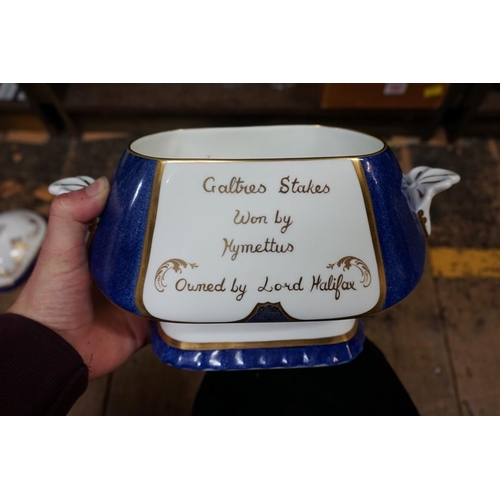 Galtres Stakes
Won by
Hymettus
Owned by Lord Halifax